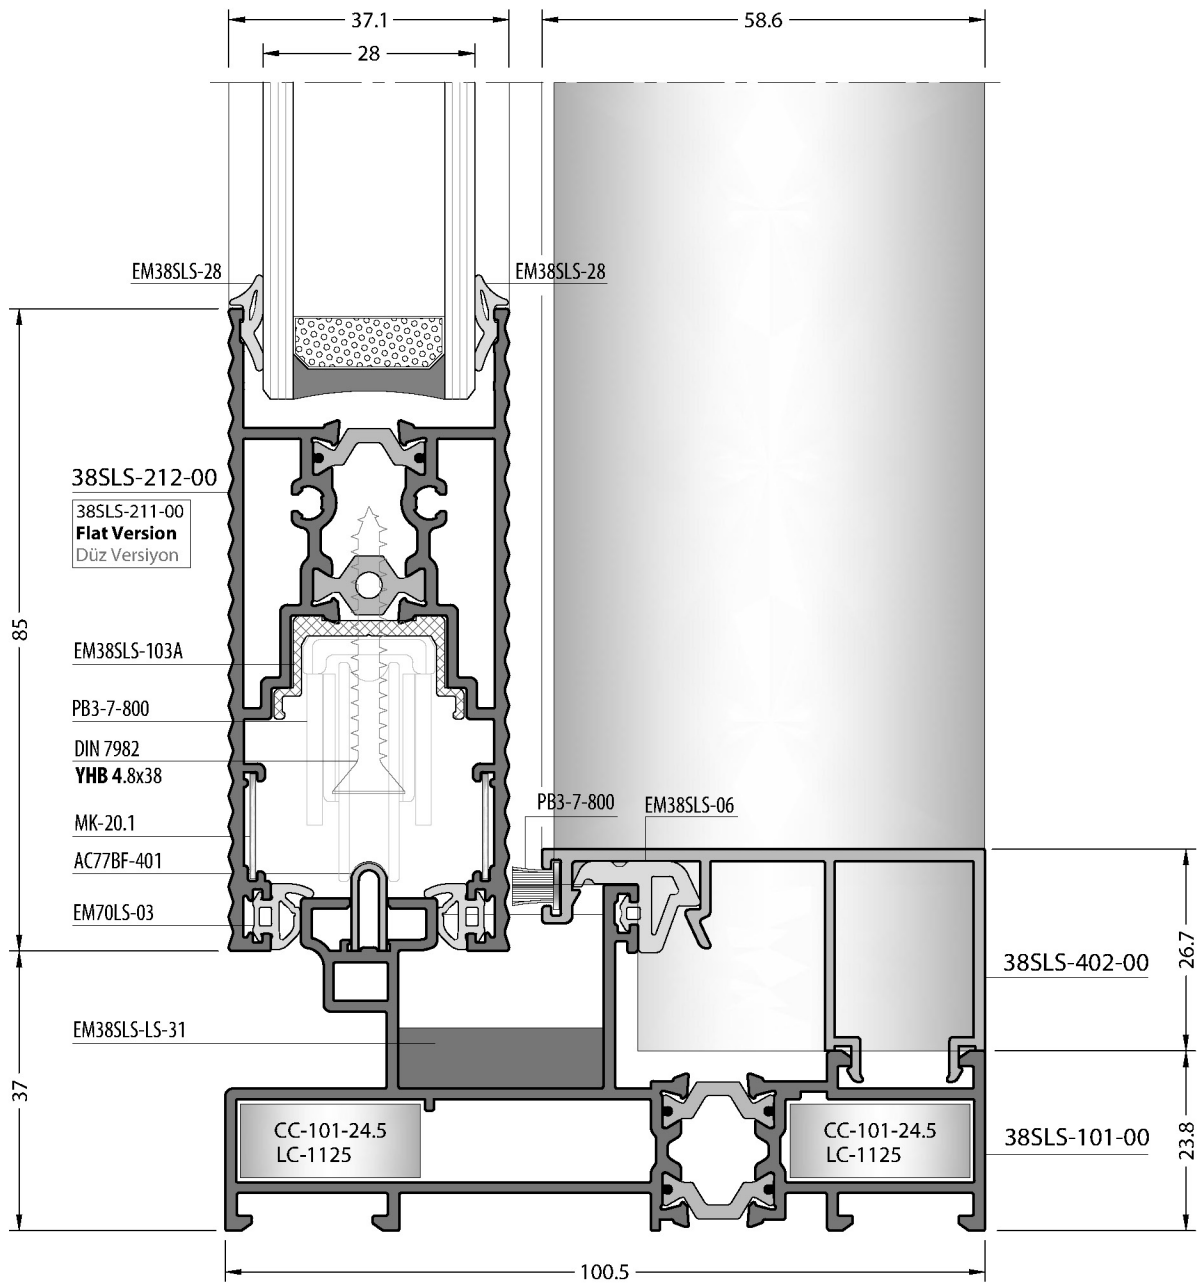 37.1
58.6
28
EM38SLS-28
EM38SLS-28
38SLS-212-00
38SLS-211-00
Flat Version
Düz Versiyon
85
EM38SLS-103A
PB3-7-800
DIN 7982
YHB 4.8x38
PB3-7-800
EM38SLS-06
MK-20.1
AC77BF-401
EM70LS-03
26.7
38SLS-402-00
EM38SLS-LS-31
37
CC-101-24.5
LC-1125
CC-101-24.5
LC-1125
38SLS-101-00
23.8
100.5